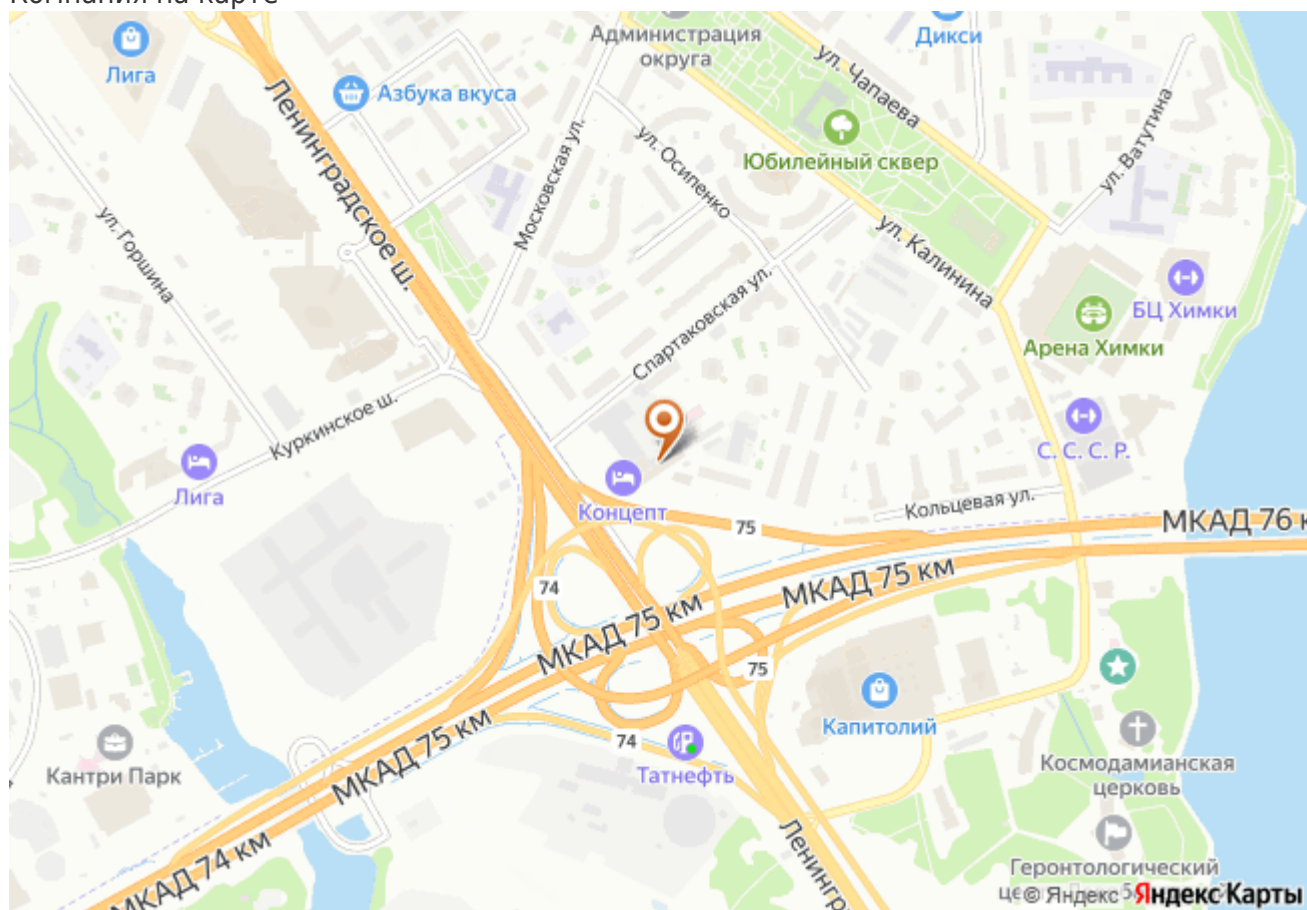 Компания на карте
Администрация
округа
Дикси
Лига
Азбука вкуса
ул. Чапаева
Юбилейный сквер
ул. Ватутина
Ленинградское ш.
Московская ул.
ул. Осипенко
ул. Горшина
ул. Калинина
БЦ Химки
Арена Химки
Спартаковская ул.
Куркинское ш.
С. С. С. Р.
Лига
Концепт
Кольцевая ул.
75
МКАД 76
74
МКАД 75 км
МКАД 75 км
75
Капитолий
МКАД 75 км
74
Татнефть
Кантри Парк
Космодамианская
церковь
МКАД 74 км
Геронтологический
© Яндекс
Яндекс Карты